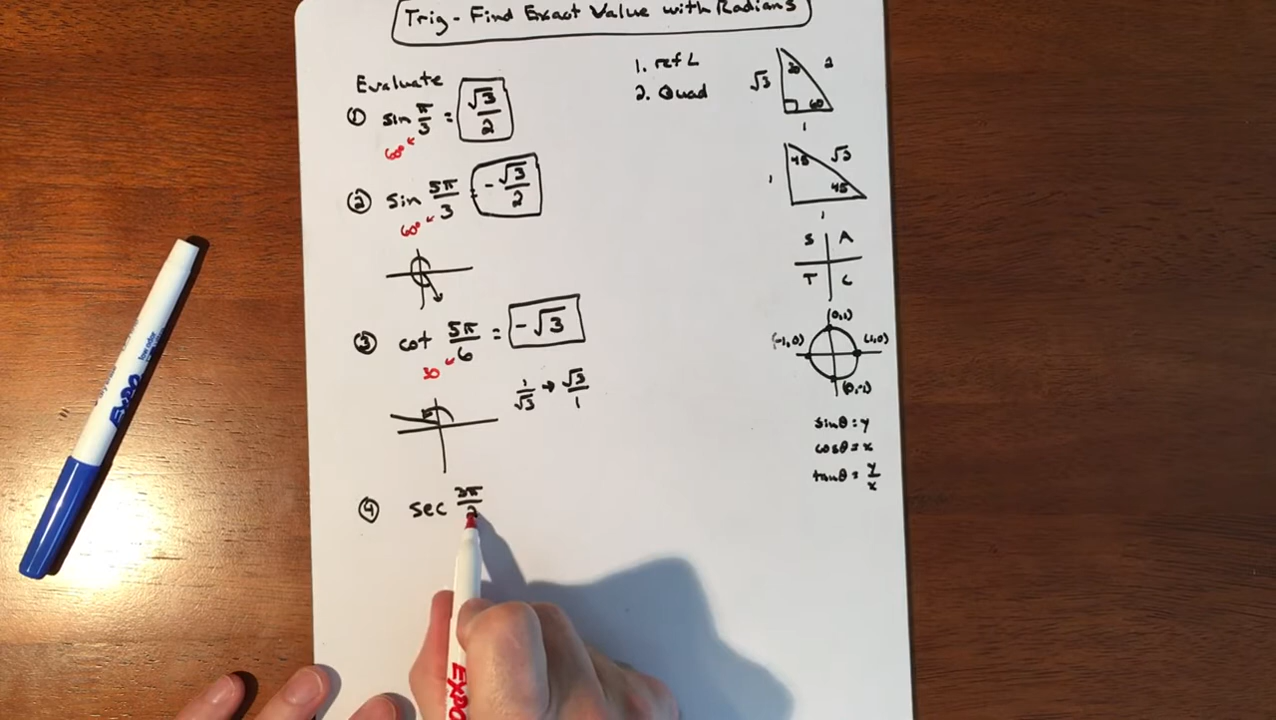 Trig - Find Exact Value with Radians
Evaluate
① sin π/3 = √3/2
60°
② sin 5π/3 = -√3/2
60°
③ cot 5π/6 = -√3
30
1/√3 → √3/1
④ sec 3π/2
1. ref ∠
2. Quad
30 2
√3
60
1
45 √3
1 45
1
S A
T C
(0,1)
(-1,0) (1,0)
(0,-1)
sinθ = y
cosθ = x
tanθ = y/x
EXPO
EXPO